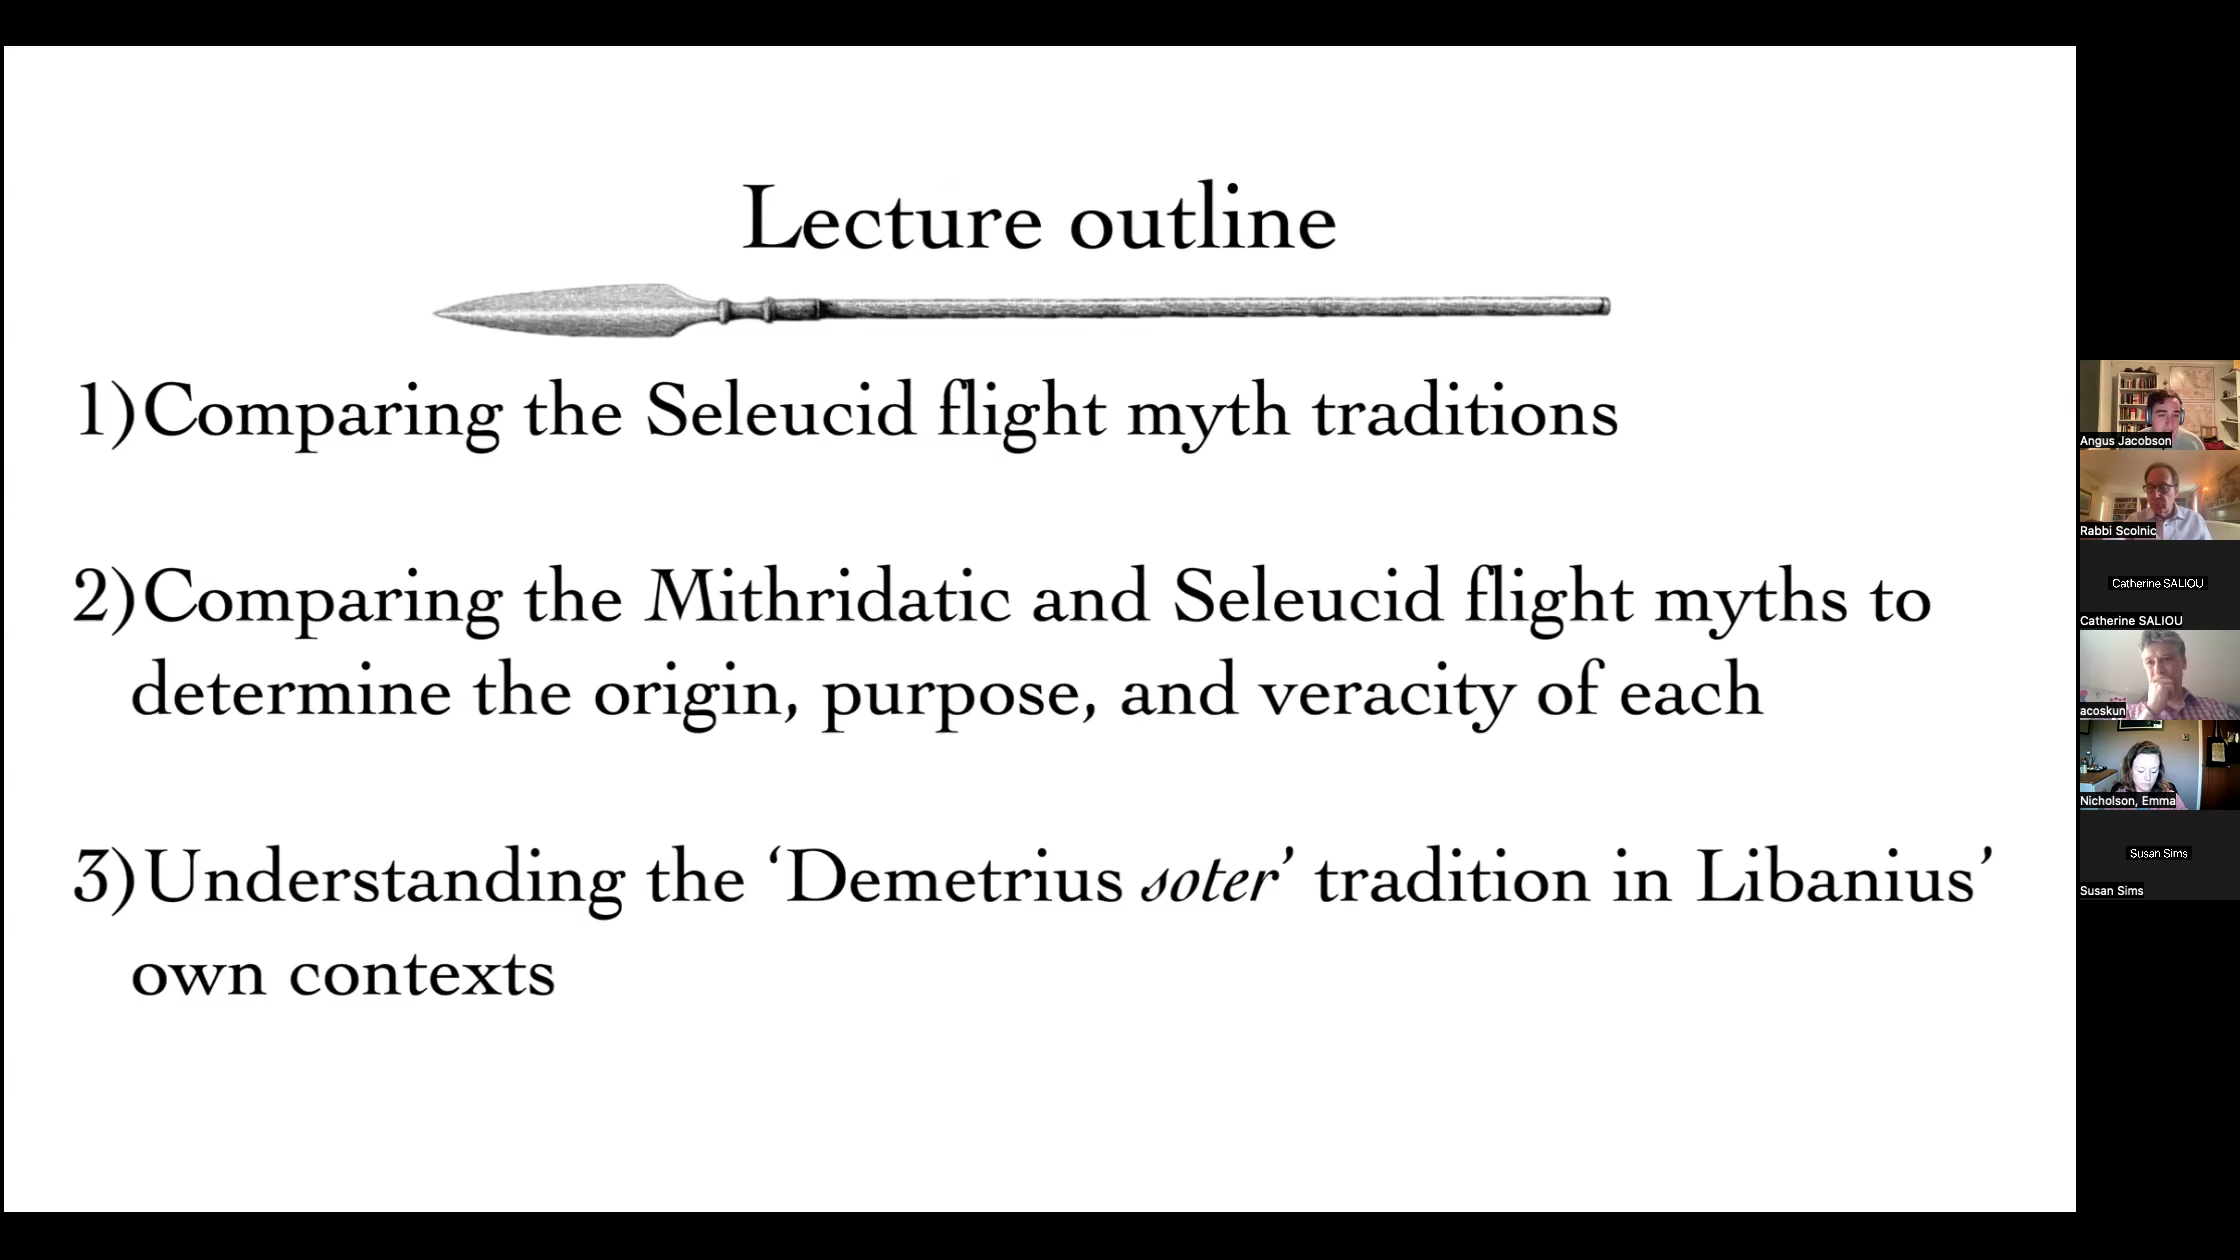 Lecture outline
1)Comparing the Seleucid flight myth traditions
2)Comparing the Mithridatic and Seleucid flight myths to
determine the origin, purpose, and veracity of each
3)Understanding the ‘Demetrius soter’ tradition in Libanius’
own contexts
Angus Jacobson
Rabbi Scolnic
Catherine SALIOU
Catherine SALIOU
acoskun
Nicholson, Emma
Susan Sims
Susan Sims